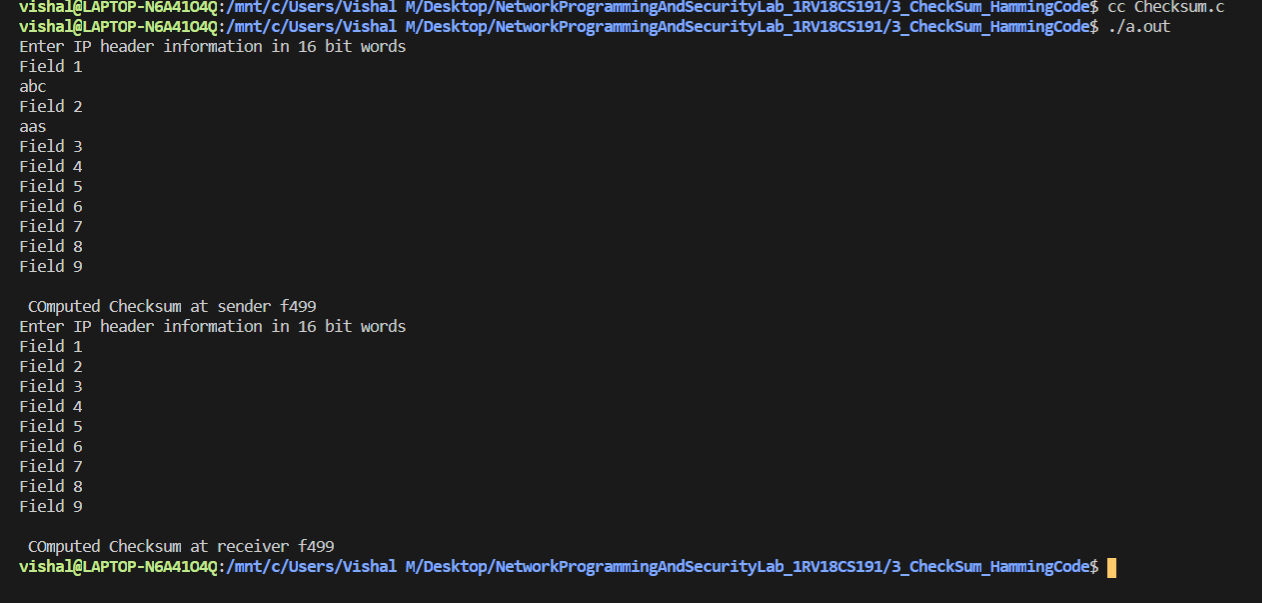 vishal@LAPTOP-N6A41O4Q:/mnt/c/Users/Vishal M/Desktop/NetworkProgrammingAndSecurityLab_1RV18CS191/3_CheckSum_HammingCode$ cc Checksum.c
vishal@LAPTOP-N6A41O4Q:/mnt/c/Users/Vishal M/Desktop/NetworkProgrammingAndSecurityLab_1RV18CS191/3_CheckSum_HammingCode$ ./a.out
Enter IP header information in 16 bit words
Field 1
abc
Field 2
aas
Field 3
Field 4
Field 5
Field 6
Field 7
Field 8
Field 9
COmputed Checksum at sender f499
Enter IP header information in 16 bit words
Field 1
Field 2
Field 3
Field 4
Field 5
Field 6
Field 7
Field 8
Field 9
COmputed Checksum at receiver f499
vishal@LAPTOP-N6A41O4Q:/mnt/c/Users/Vishal M/Desktop/NetworkProgrammingAndSecurityLab_1RV18CS191/3_CheckSum_HammingCode$